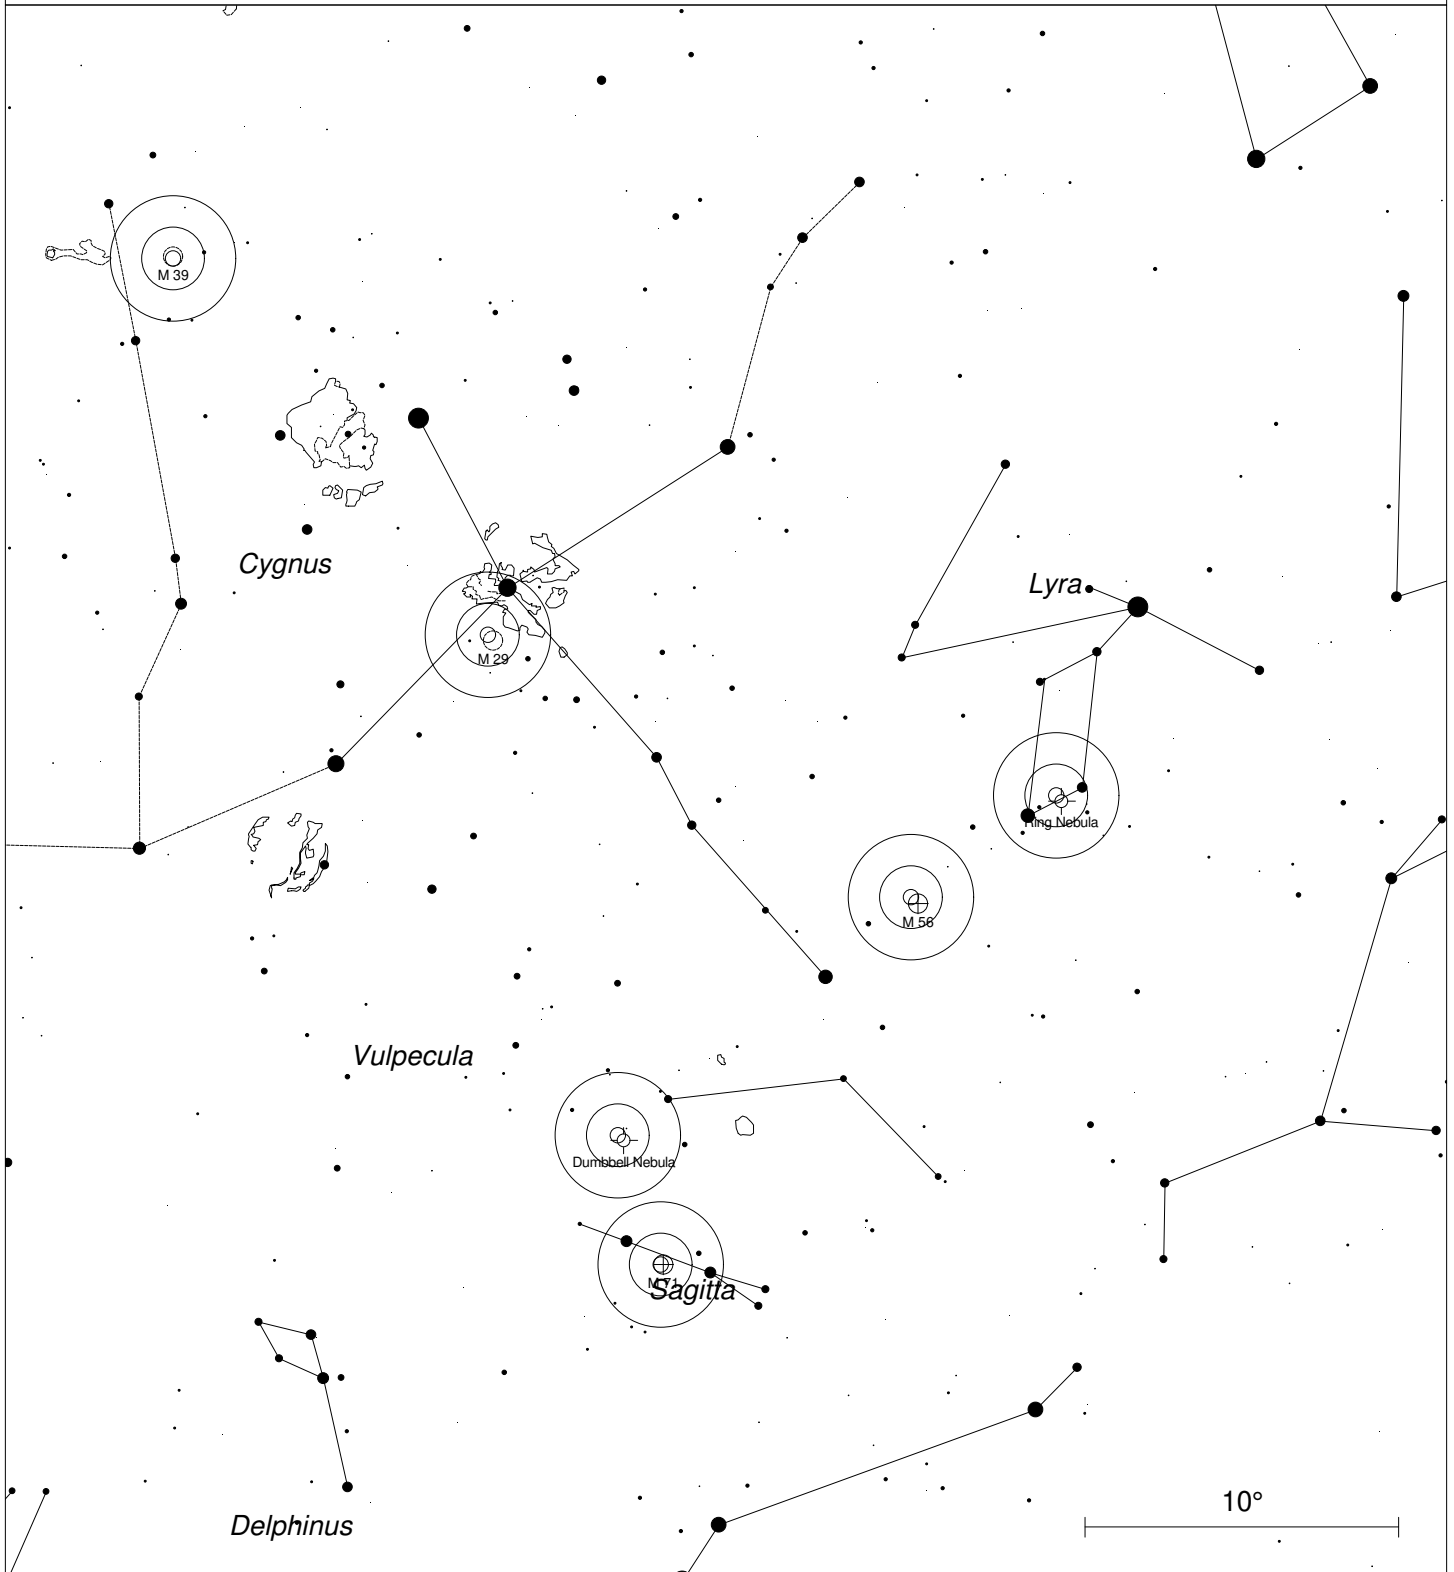 M 39
Cygnus
Lyra
M 29
Ring Nebula
M 56
Vulpecula
Dumbbell Nebula
M 71
Sagitta
10°
Delphinus